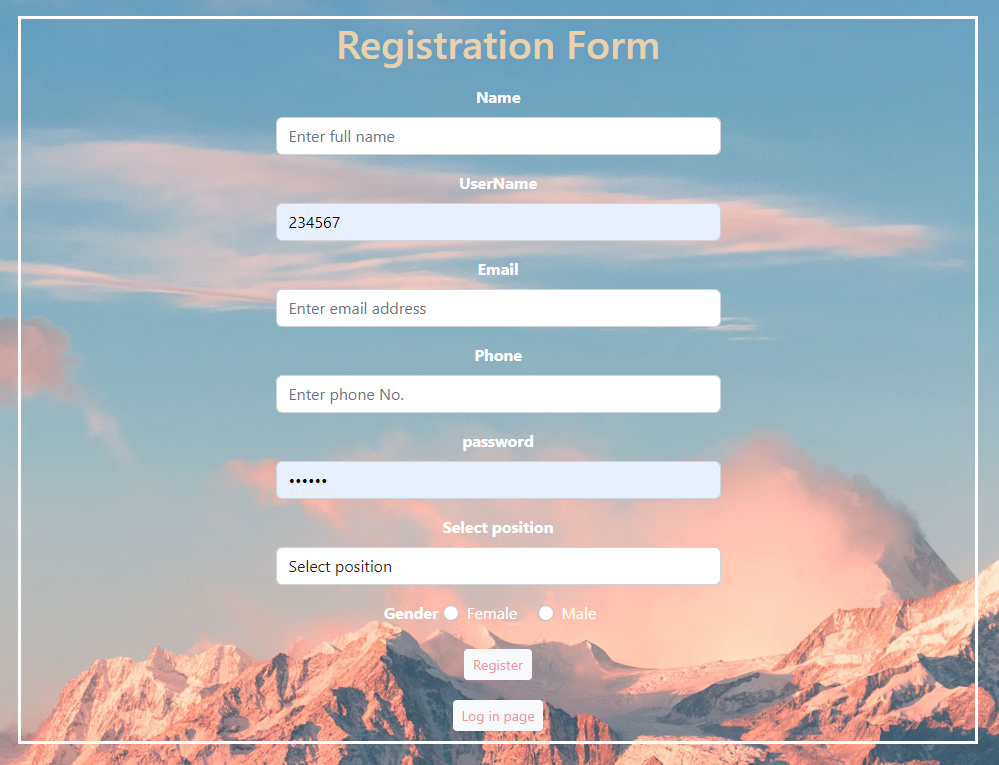 Registration Form
Name
Enter full name
UserName
234567
Email
Enter email address
Phone
Enter phone No.
password
••••••
Select position
Select position
Gender Female Male
Register
Log in page